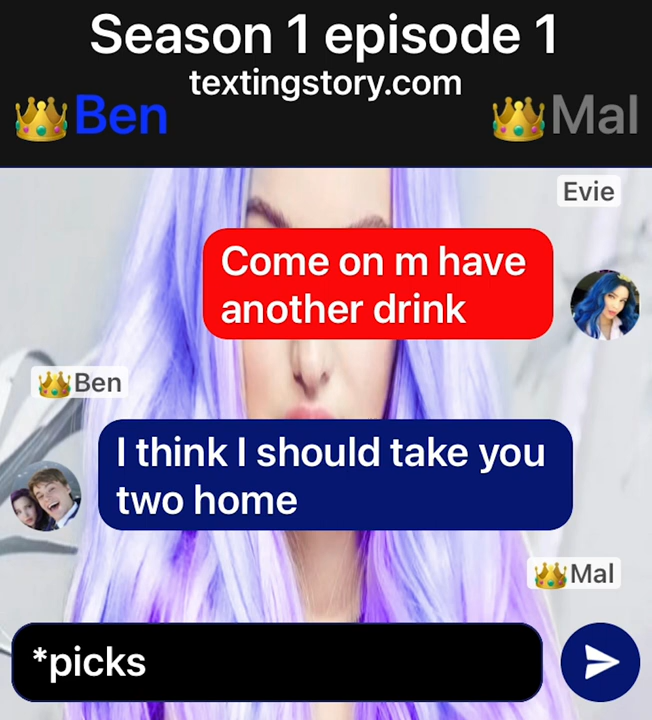 Season 1 episode 1
textingstory.com
👑Ben 👑Mal
Evie
Come on m have
another drink
👑Ben
I think I should take you
two home
👑Mal
*picks